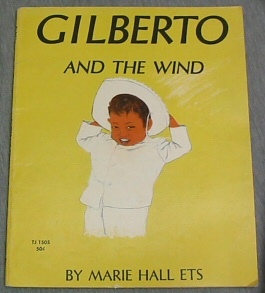 GILBERTO
AND THE WIND
TJ 1505
50¢
BY MARIE HALL ETS